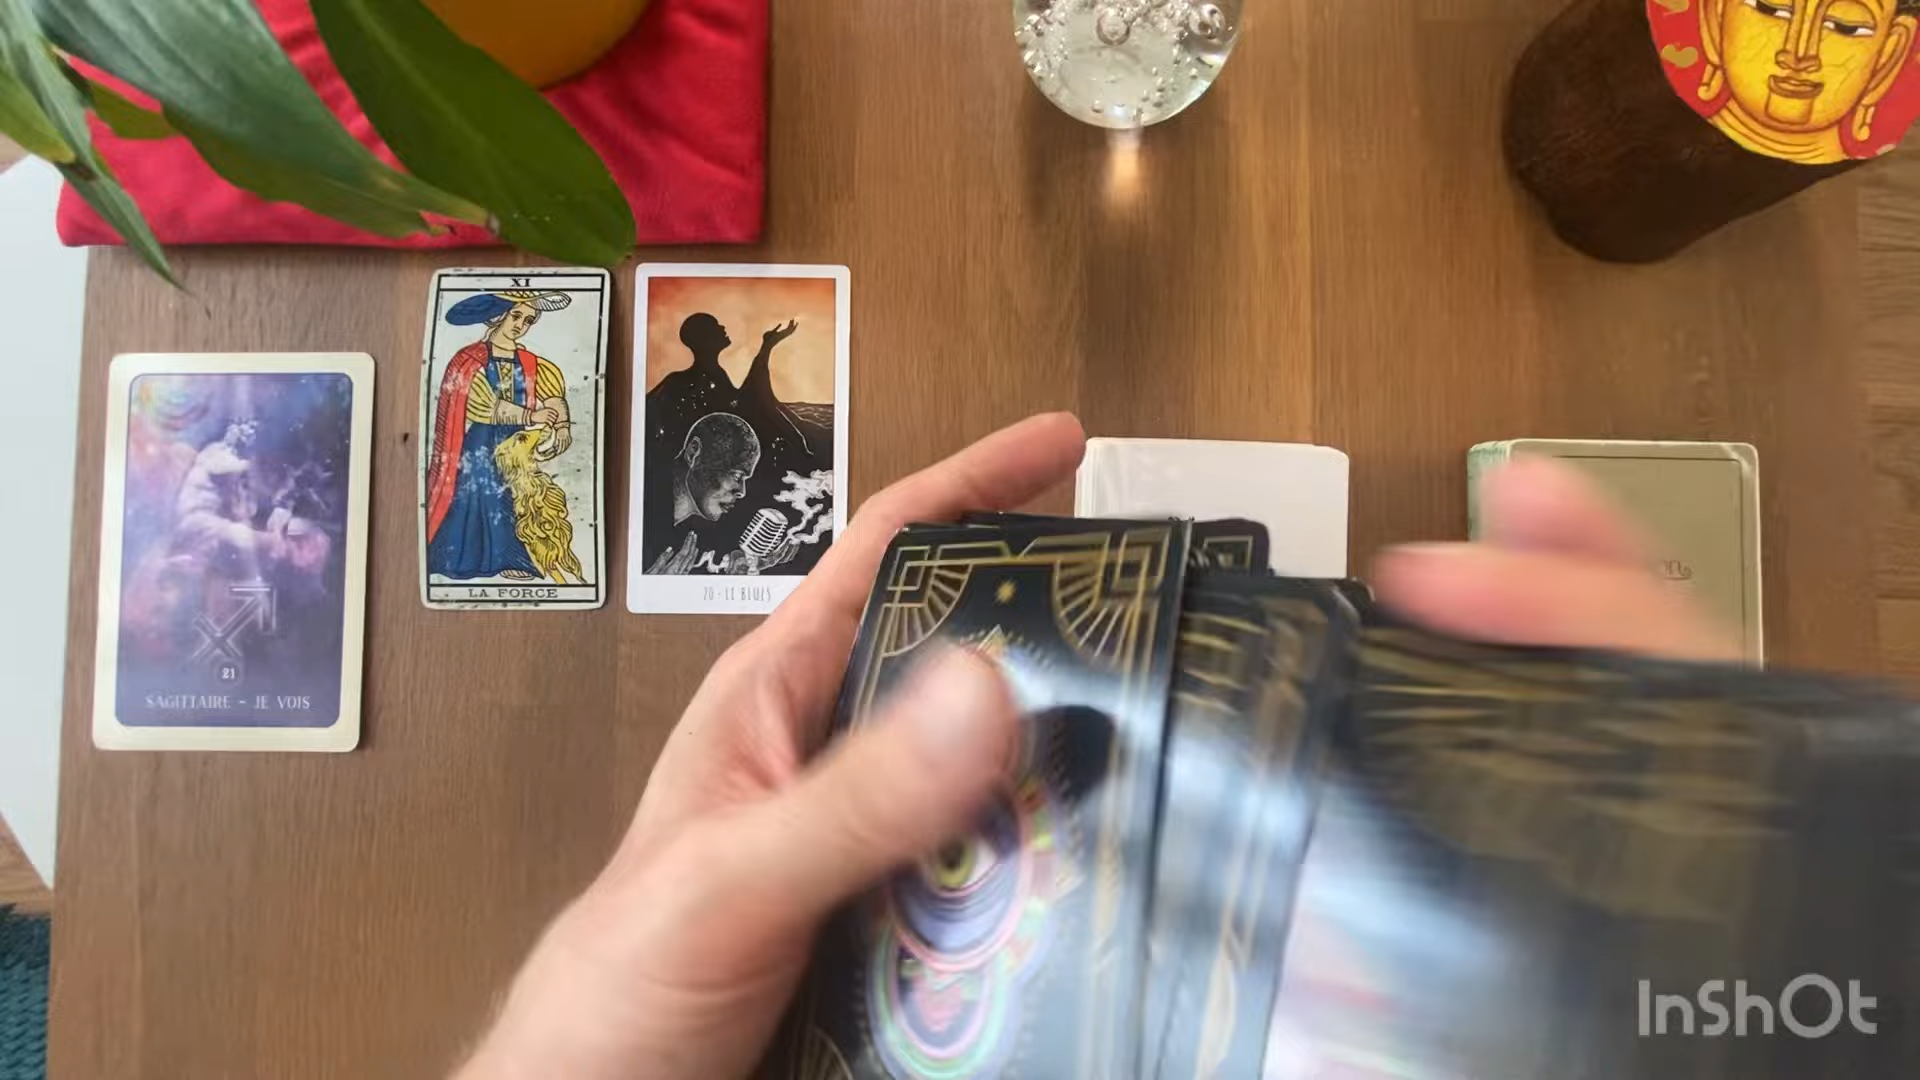 XI
LA FORCE
20 - LE BLUES
21
SAGITTAIRE - JE VOIS
InShOt